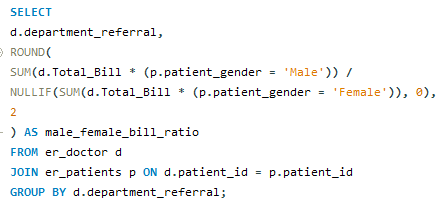 SELECT
d.department_referral,
ROUND(
SUM(d.Total_Bill * (p.patient_gender = 'Male')) /
NULLIF(SUM(d.Total_Bill * (p.patient_gender = 'Female')), 0),
2
) AS male_female_bill_ratio
FROM er_doctor d
JOIN er_patients p ON d.patient_id = p.patient_id
GROUP BY d.department_referral;